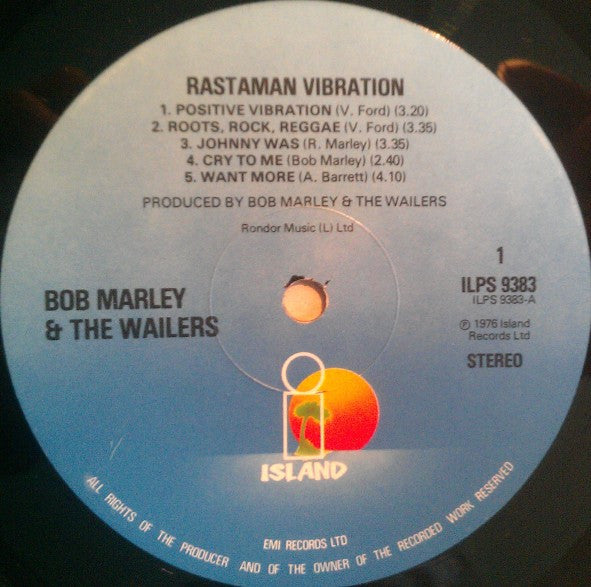 RASTAMAN VIBRATION
1. POSITIVE VIBRATION (V. Ford) (3.20)
2. ROOTS, ROCK, REGGAE (V. Ford) (3.35)
3. JOHNNY WAS (R. Marley) (3.35)
4. CRY TO ME (Bob Marley) (2.40)
5. WANT MORE (A. Barrett) (4.10)
PRODUCED BY BOB MARLEY & THE WAILERS
Rondor Music (L) Ltd
1
ILPS 9383
ILPS 9383-A
BOB MARLEY
& THE WAILERS
℗ 1976 Island
Records Ltd
STEREO
ISLAND
EMI RECORDS LTD
ALL RIGHTS OF THE PRODUCER AND OF THE OWNER OF THE RECORDED WORK RESERVED